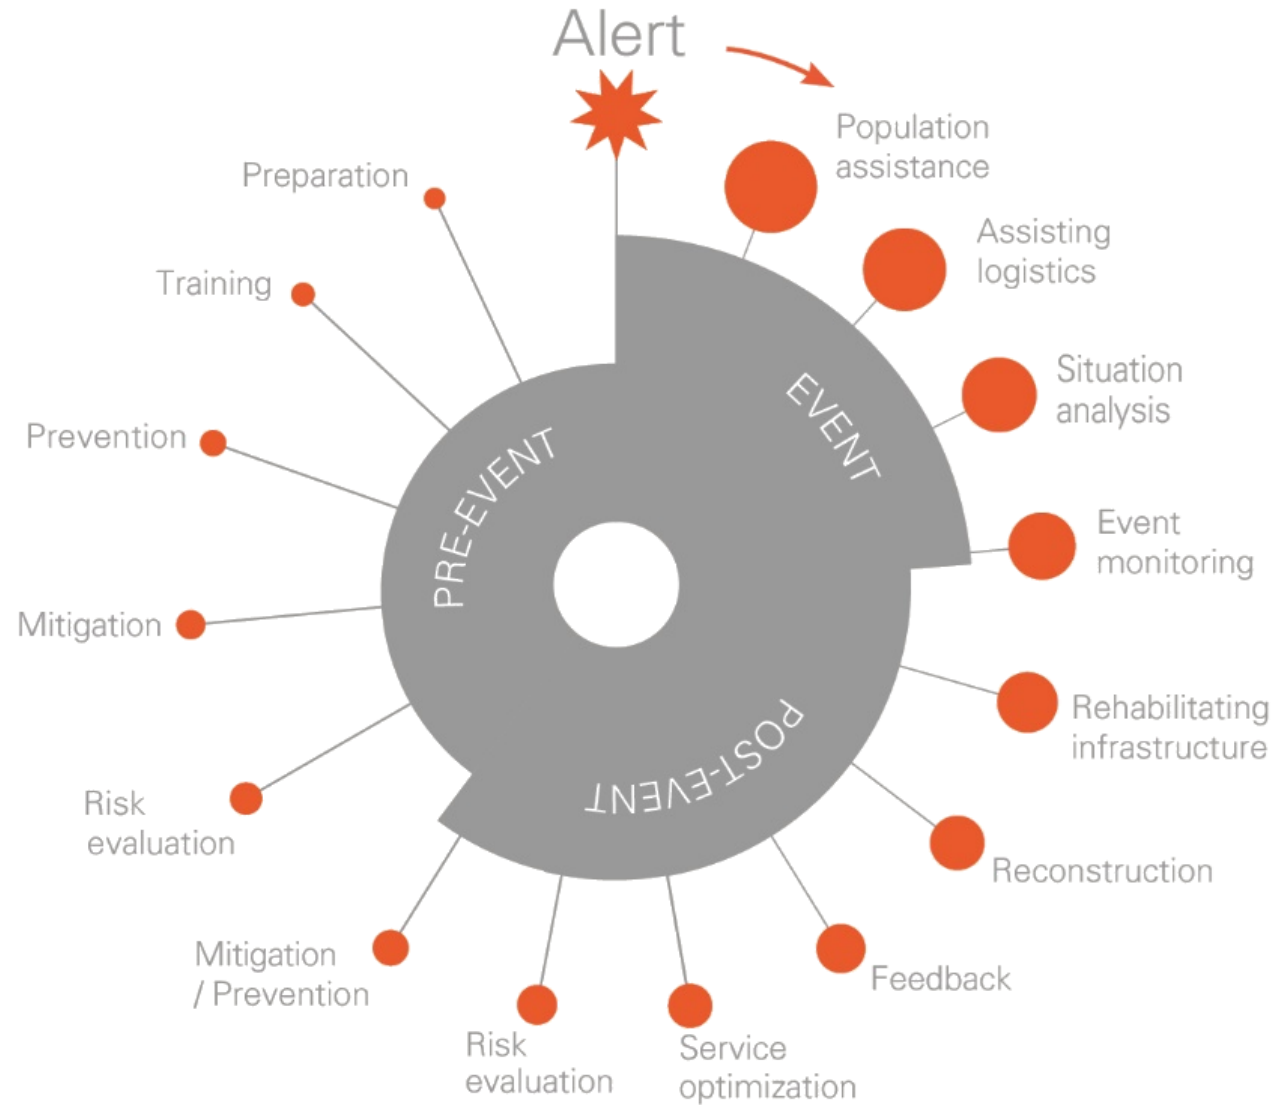 Alert
Population
assistance
Assisting
logistics
Situation
analysis
Event
monitoring
Rehabilitating
infrastructure
Reconstruction
Feedback
Service
optimization
Risk
evaluation
Mitigation
/ Prevention
Risk
evaluation
Mitigation
Prevention
Training
Preparation
EVENT
POST-EVENT
PRE-EVENT